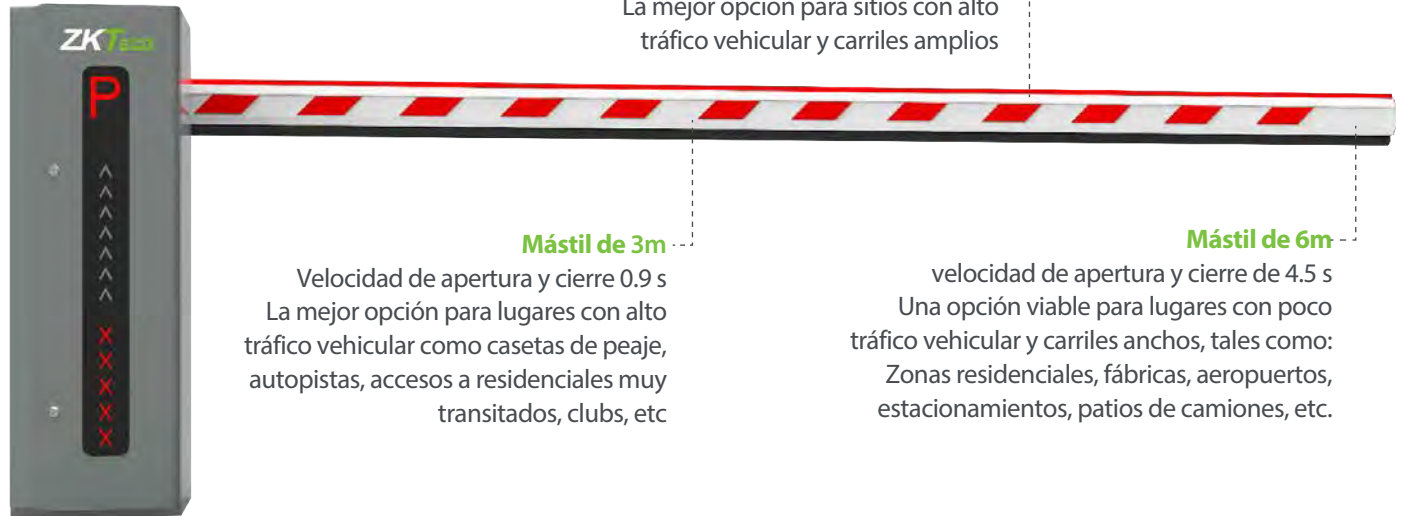 La mejor opción para sitios con alto
tráfico vehicular y carriles amplios
ZKTeco
P
Mástil de 3m
Velocidad de apertura y cierre 0.9 s
La mejor opción para lugares con alto
tráfico vehicular como casetas de peaje,
autopistas, accesos a residenciales muy
transitados, clubs, etc
Mástil de 6m
velocidad de apertura y cierre de 4.5 s
Una opción viable para lugares con poco
tráfico vehicular y carriles anchos, tales como:
Zonas residenciales, fábricas, aeropuertos,
estacionamientos, patios de camiones, etc.